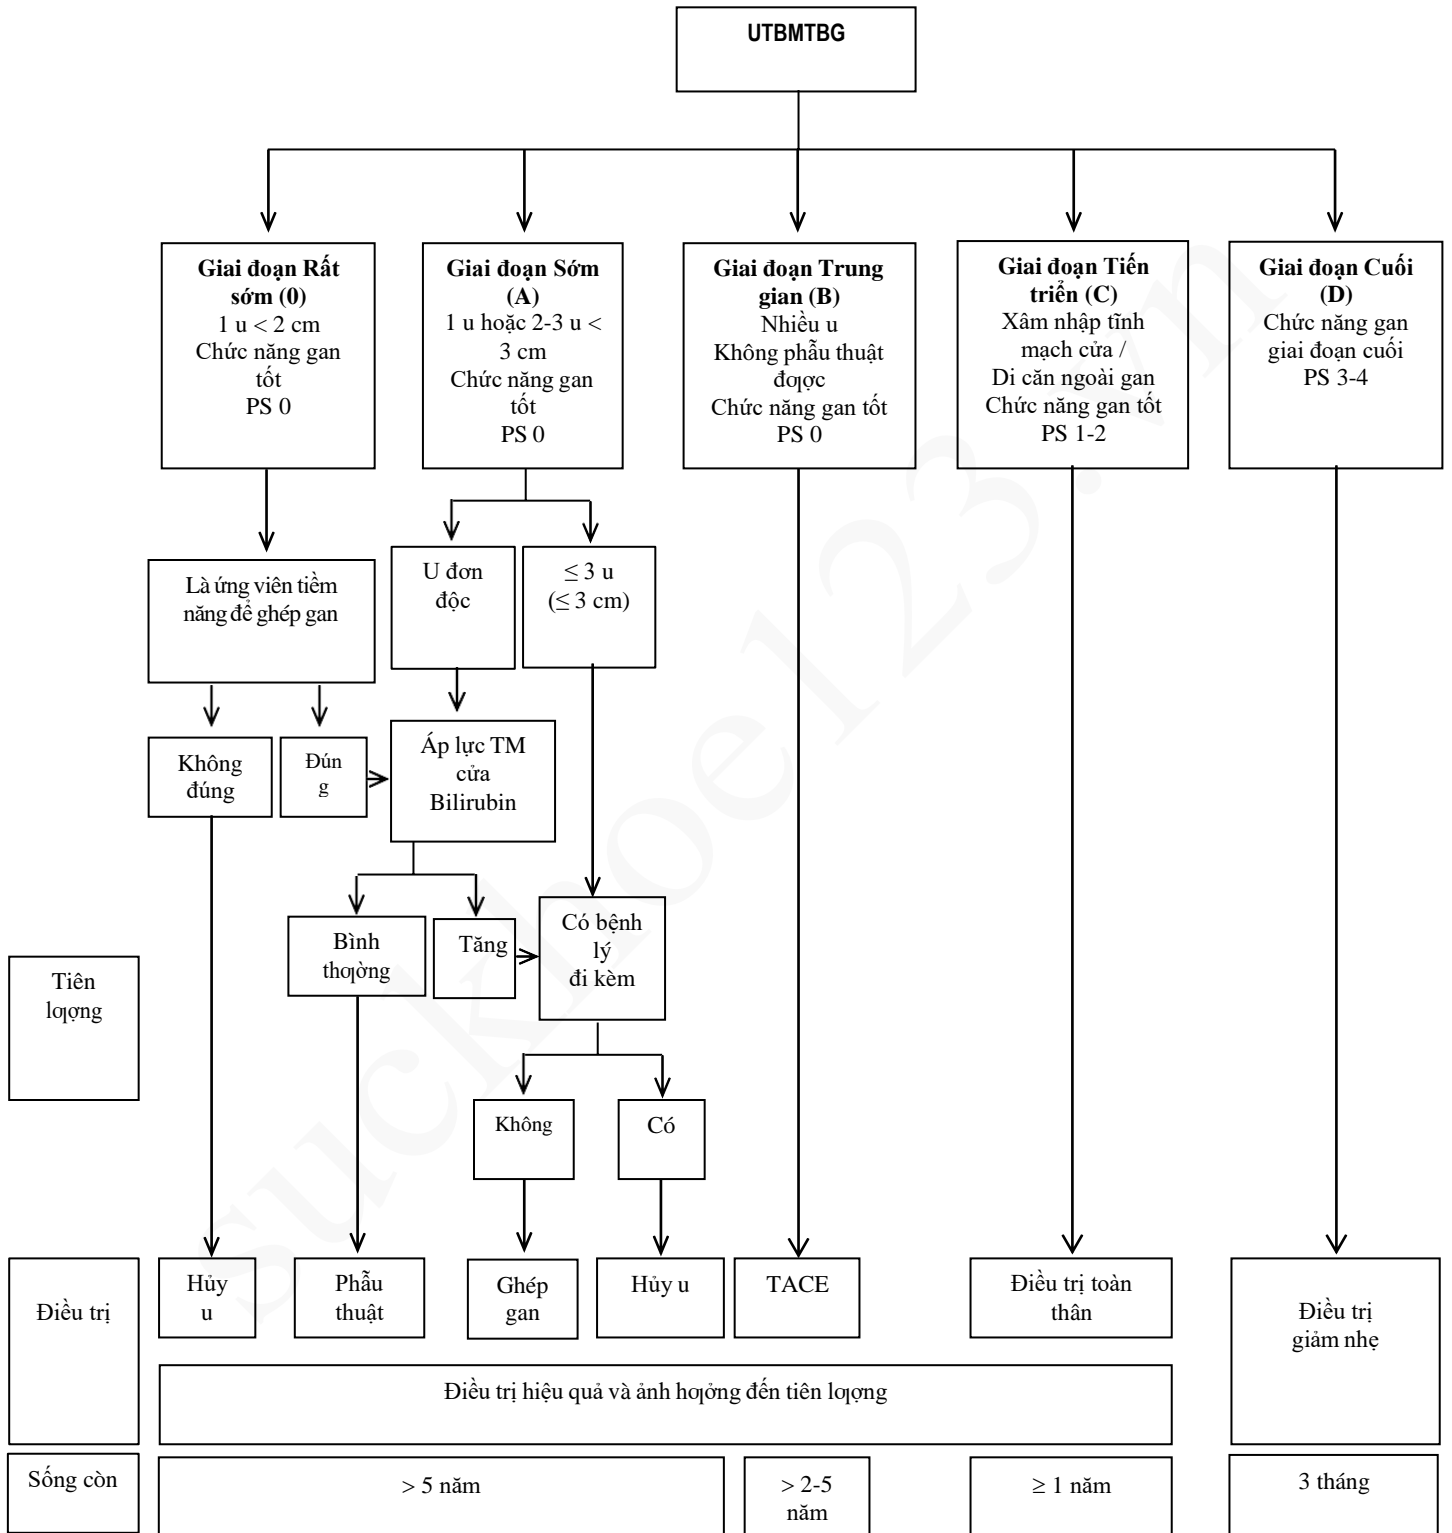 UTBMTBG
Giai đoạn Rất
sớm (0)
1 u < 2 cm
Chức năng gan
tốt
PS 0
Giai đoạn Sớm
(A)
1 u hoặc 2-3 u <
3 cm
Chức năng gan
tốt
PS 0
Giai đoạn Trung
gian (B)
Nhiều u
Không phẫu thuật
đƣợc
Chức năng gan tốt
PS 0
Giai đoạn Tiến
triển (C)
Xâm nhập tĩnh
mạch cửa /
Di căn ngoài gan
Chức năng gan tốt
PS 1-2
Giai đoạn Cuối
(D)
Chức năng gan
giai đoạn cuối
PS 3-4
Là ứng viên tiềm
năng để ghép gan
U đơn
độc
≤ 3 u
(≤ 3 cm)
Không
đúng
Đún
g
Áp lực TM
cửa
Bilirubin
Bình
thƣờng
Tăng
Có bệnh
lý
đi kèm
Tiên
lƣợng
Không
Có
Điều trị
Hủy
u
Phẫu
thuật
Ghép
gan
Hủy u
TACE
Điều trị toàn
thân
Điều trị
giảm nhẹ
Điều trị hiệu quả và ảnh hƣởng đến tiên lƣợng
Sống còn
> 5 năm
> 2-5
năm
≥ 1 năm
3 tháng
suckhoe123.vn